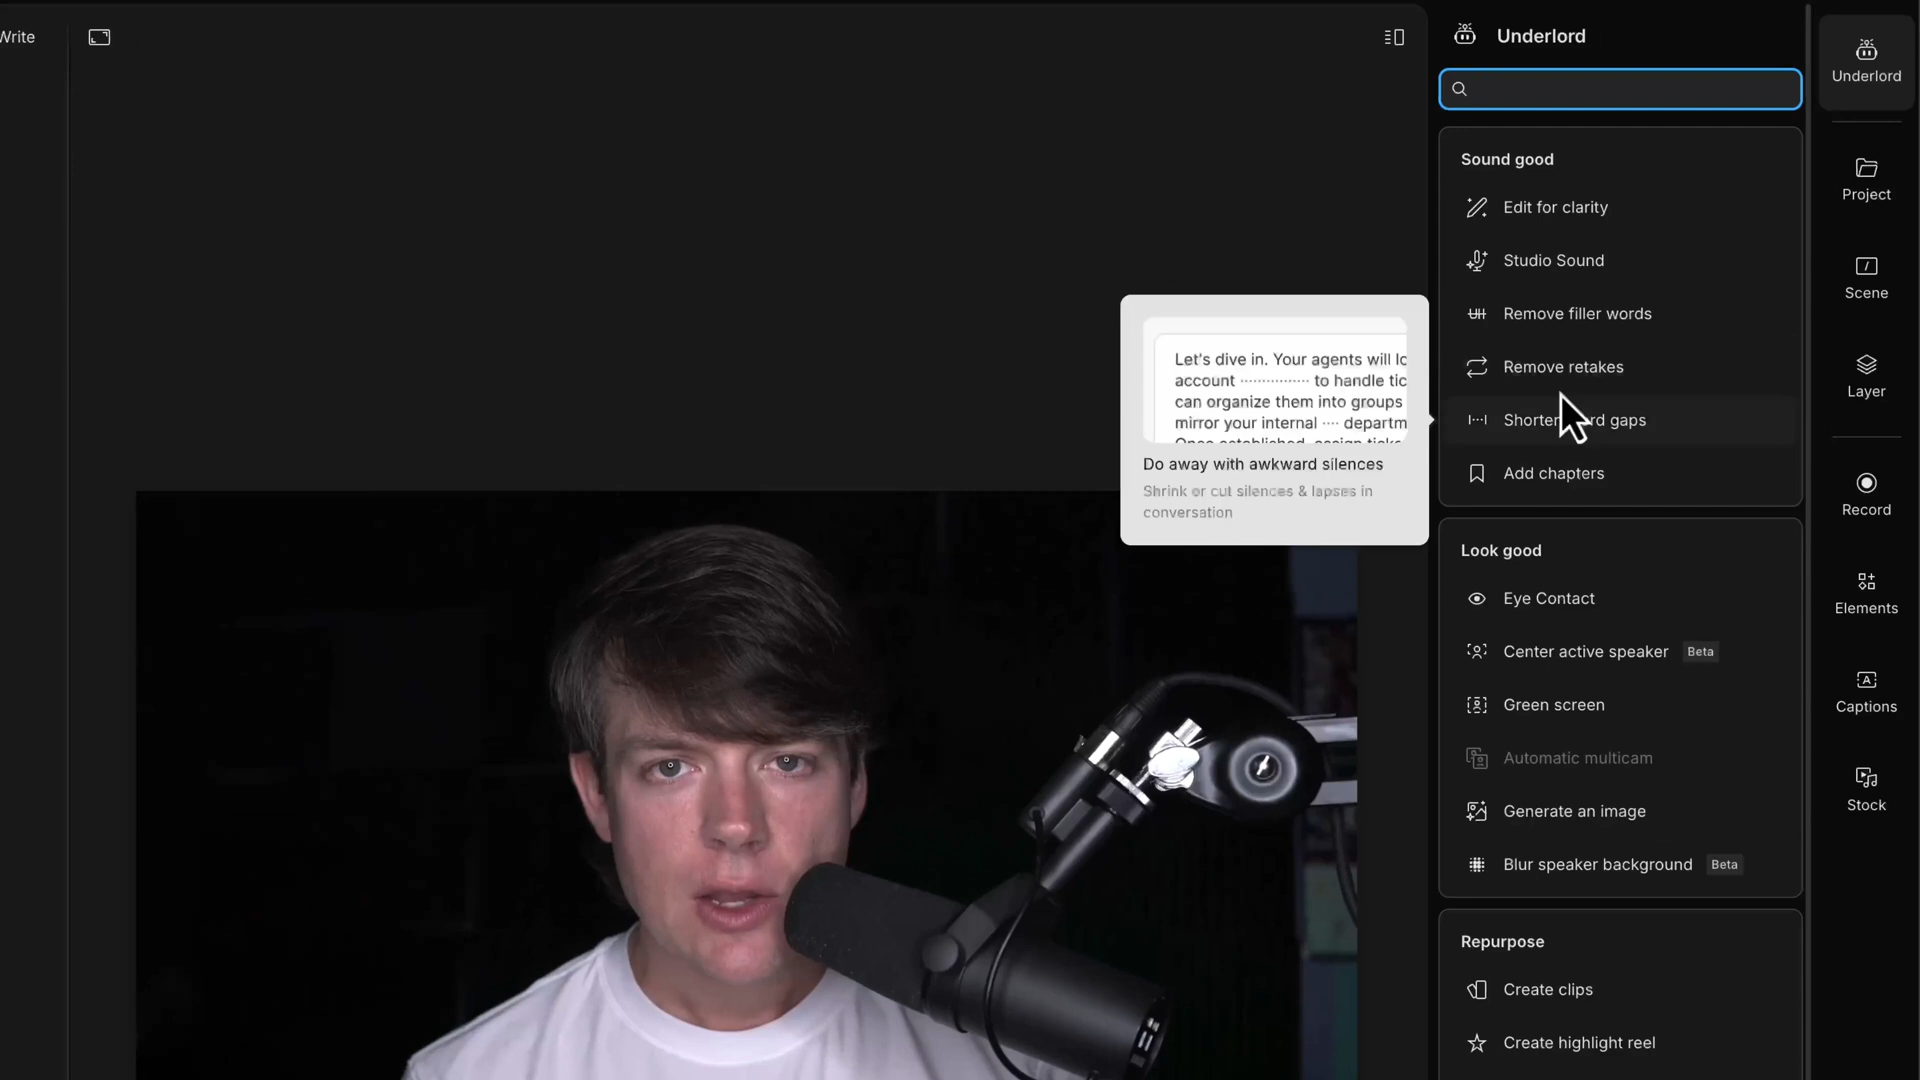 Write
Underlord
Sound good
Edit for clarity
Studio Sound
Remove filler words
Remove retakes
Shorten rd gaps
Add chapters
Let's dive in. Your agents will
account ··············· to handle
can organize them into groups
mirror your internal ···· departm
Do away with awkward silences
Shrink or cut silences & lapses in
conversation
Look good
Eye Contact
Center active speaker Beta
Green screen
Automatic multicam
Generate an image
Blur speaker background Beta
Repurpose
Create clips
Create highlight reel
Underlord
Project
Scene
Layer
Record
Elements
Captions
Stock